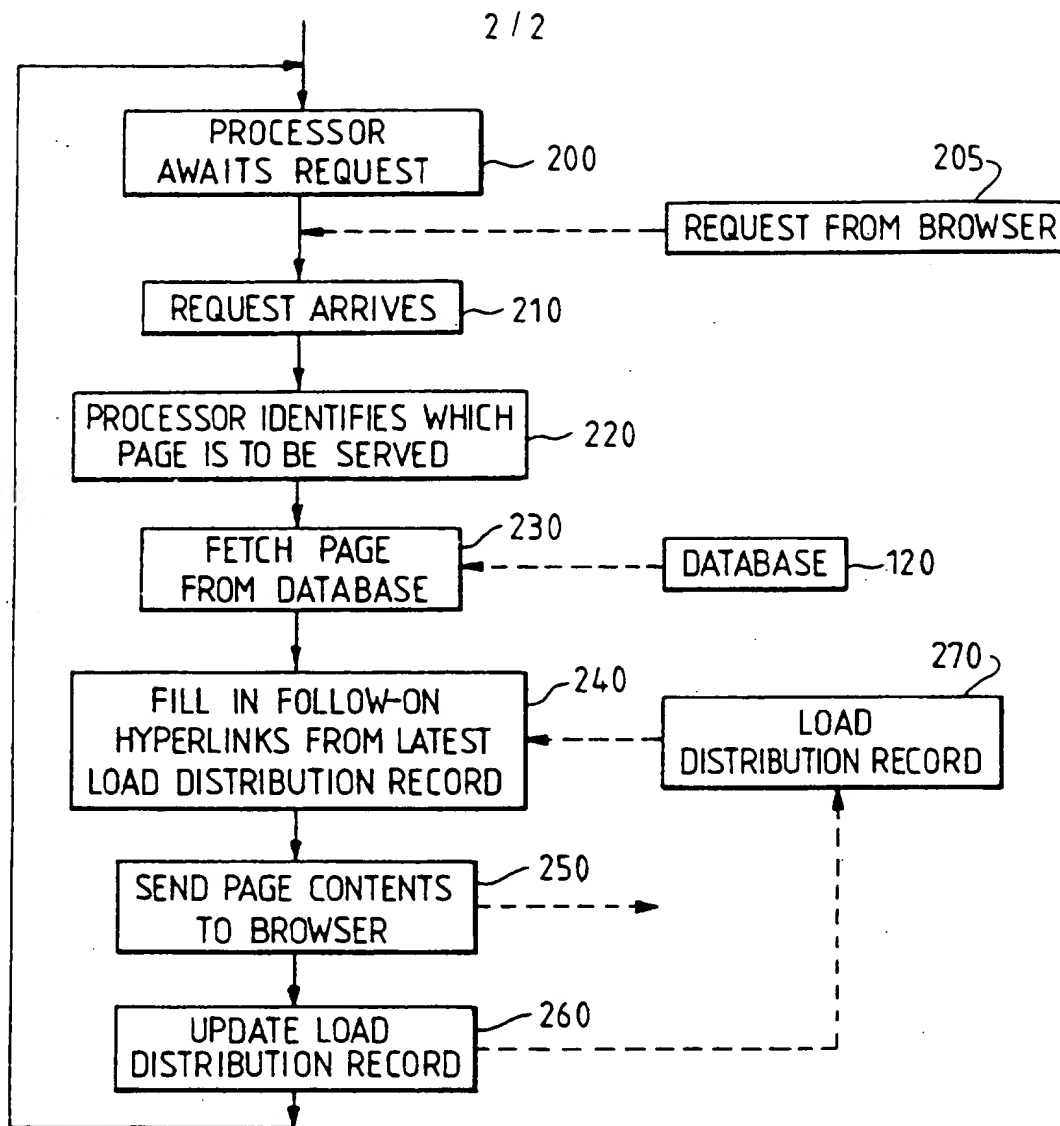 2/2
PROCESSOR
AWAITS REQUEST
200
205
REQUEST FROM BROWSER
REQUEST ARRIVES
210
PROCESSOR IDENTIFIES WHICH
PAGE IS TO BE SERVED
220
230
FETCH PAGE
FROM DATABASE
DATABASE
120
240
FILL IN FOLLOW-ON
HYPERLINKS FROM LATEST
LOAD DISTRIBUTION RECORD
270
LOAD
DISTRIBUTION RECORD
250
SEND PAGE CONTENTS
TO BROWSER
260
UPDATE LOAD
DISTRIBUTION RECORD